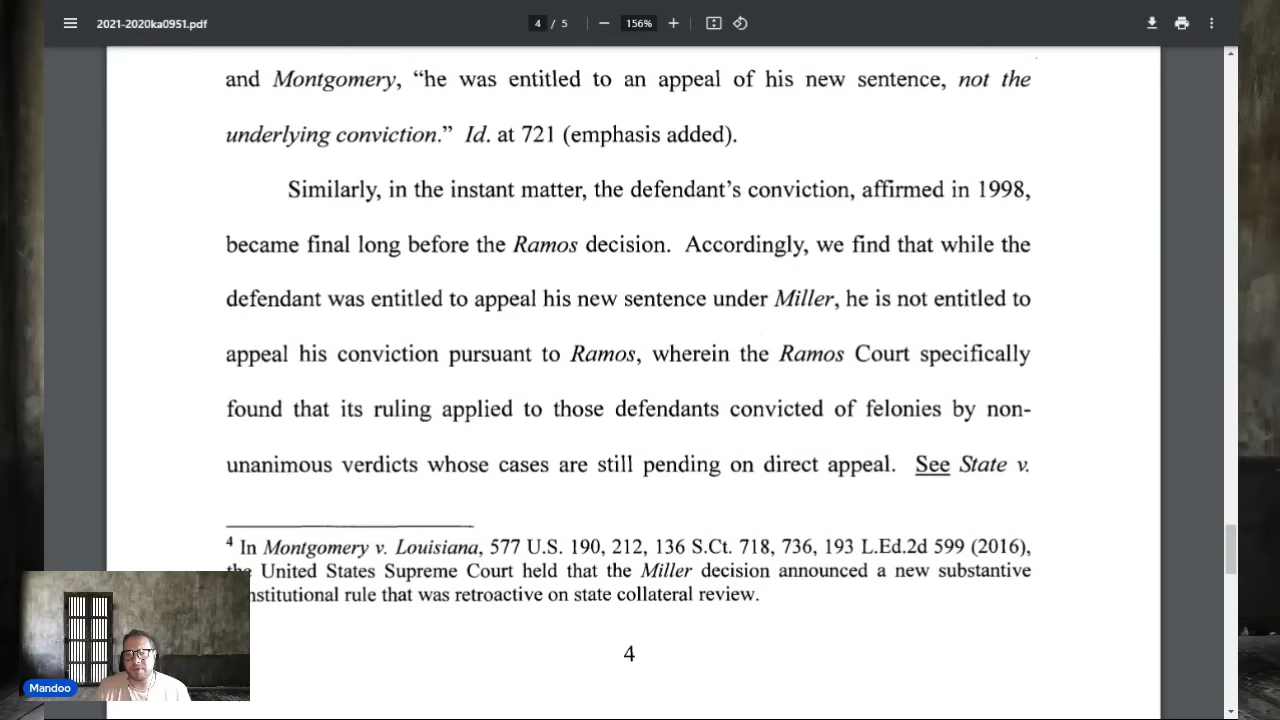 2021-2020ka0951.pdf
4 / 5
156%
and Montgomery, “he was entitled to an appeal of his new sentence, not the
underlying conviction.” Id. at 721 (emphasis added).
Similarly, in the instant matter, the defendant’s conviction, affirmed in 1998,
became final long before the Ramos decision. Accordingly, we find that while the
defendant was entitled to appeal his new sentence under Miller, he is not entitled to
appeal his conviction pursuant to Ramos, wherein the Ramos Court specifically
found that its ruling applied to those defendants convicted of felonies by non-
unanimous verdicts whose cases are still pending on direct appeal. See State v.
4 In Montgomery v. Louisiana, 577 U.S. 190, 212, 136 S.Ct. 718, 736, 193 L.Ed.2d 599 (2016),
the United States Supreme Court held that the Miller decision announced a new substantive
nstitutional rule that was retroactive on state collateral review.
4
Mandoo